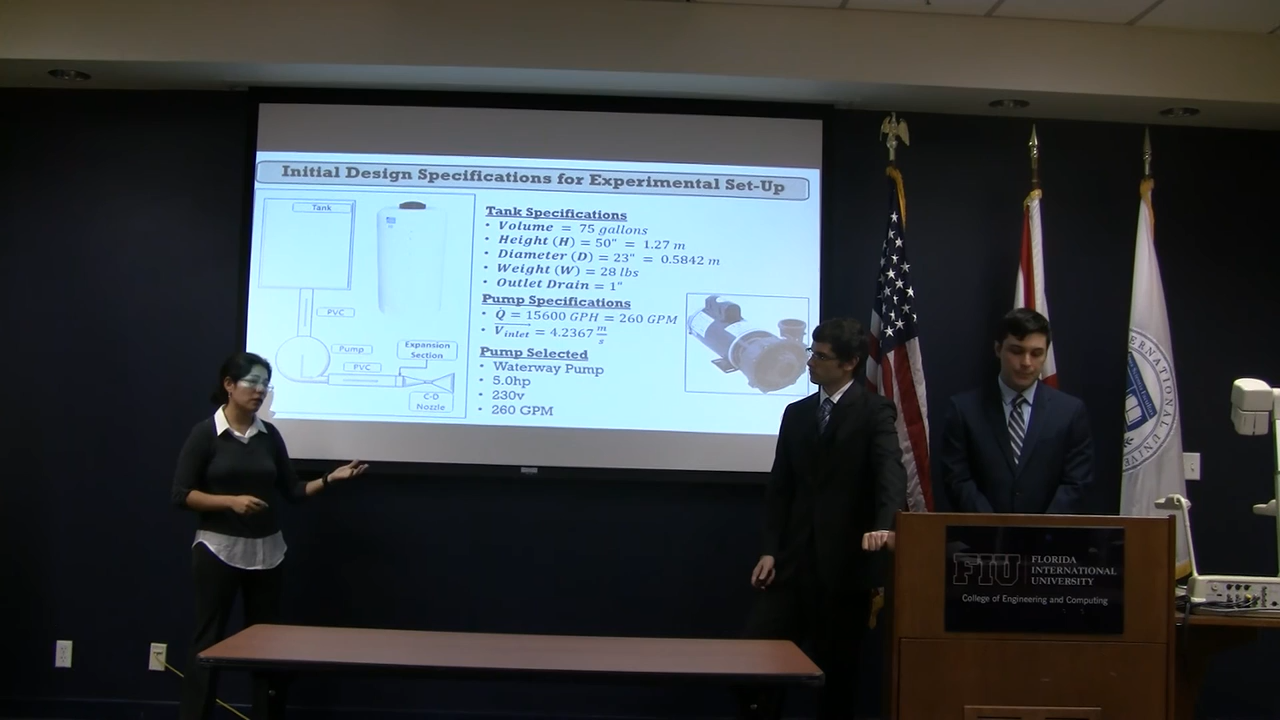 Initial Design Specifications for Experimental Set-Up
Tank
PVC
Pump
PVC
Expansion
Section
C-D
Nozzle
Tank Specifications
• Volume = 75 gallons
• Height (H) = 50" = 1.27 m
• Diameter (D) = 23" = 0.5842 m
• Weight (W) = 28 lbs
• Outlet Drain = 1"
Pump Specifications
• Q̇ = 15600 GPH = 260 GPM
• V_inlet = 4.2367 m/s
Pump Selected
• Waterway Pump
• 5.0hp
• 230v
• 260 GPM
FIU
FLORIDA
INTERNATIONAL
UNIVERSITY
College of Engineering and Computing